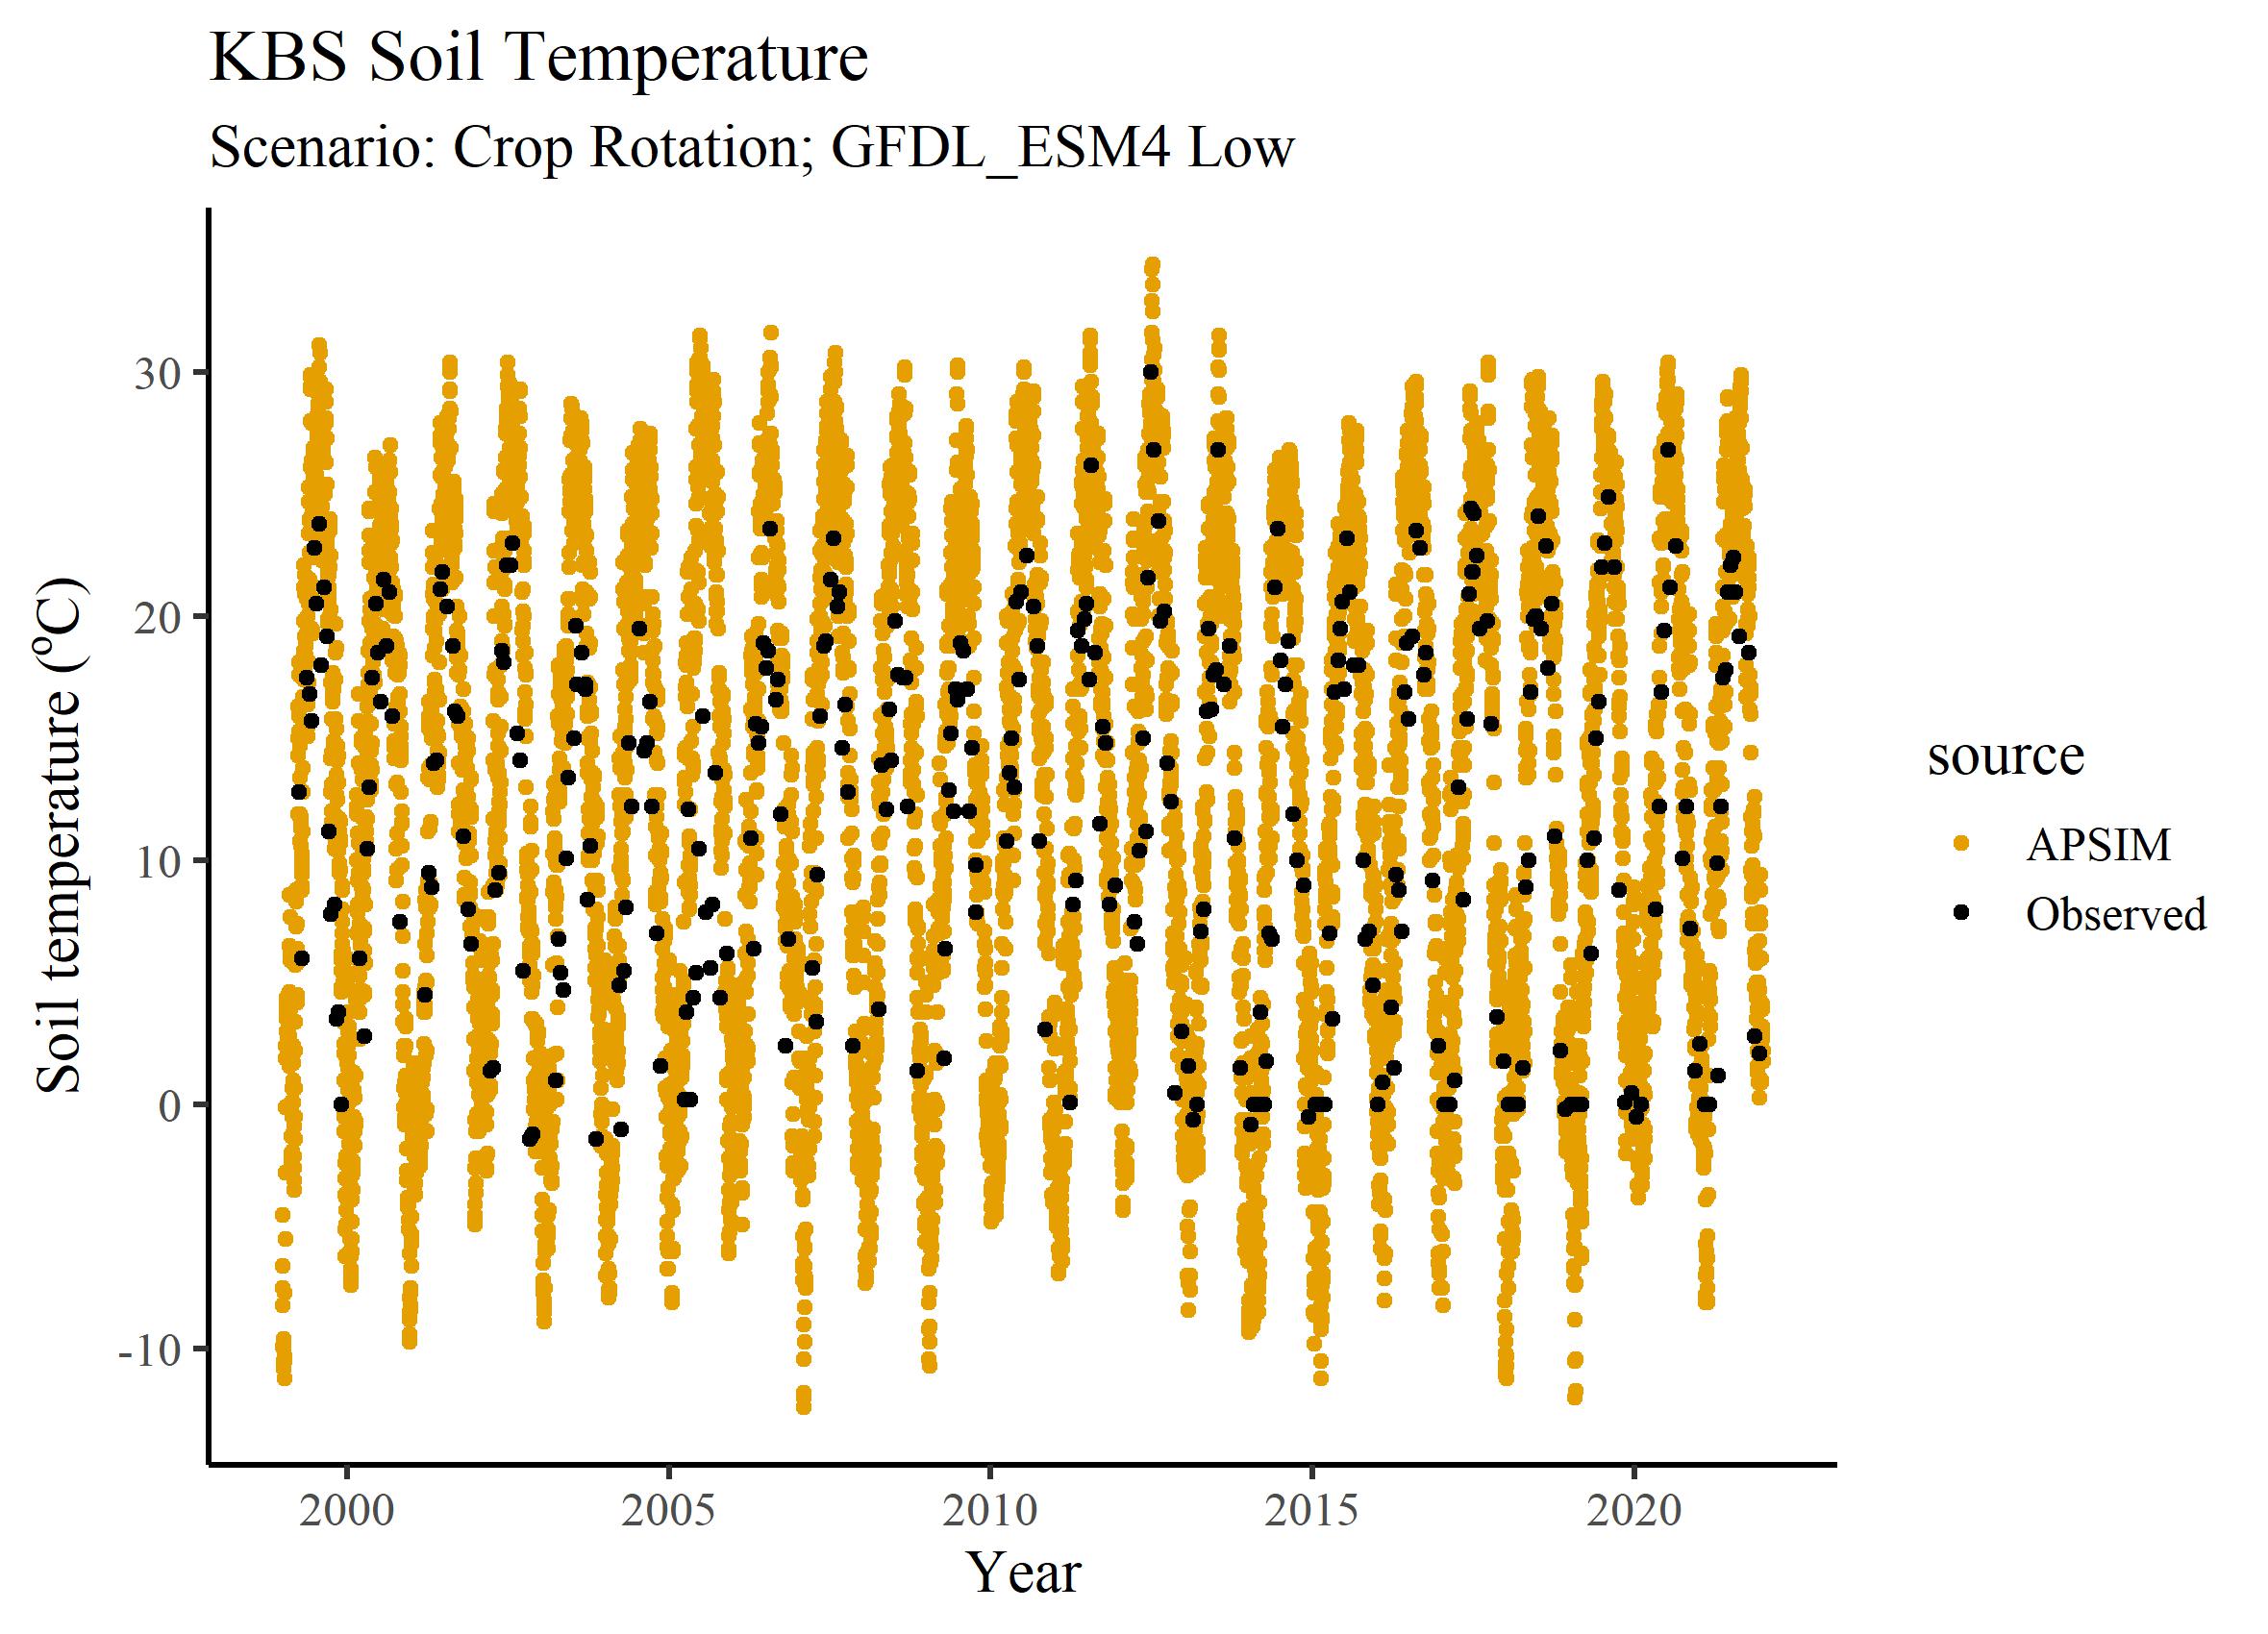 KBS Soil Temperature
Scenario: Crop Rotation; GFDL_ESM4 Low
Soil temperature (°C)
30
20
10
0
-10
2000
2005
2010
2015
2020
Year
source
APSIM
Observed